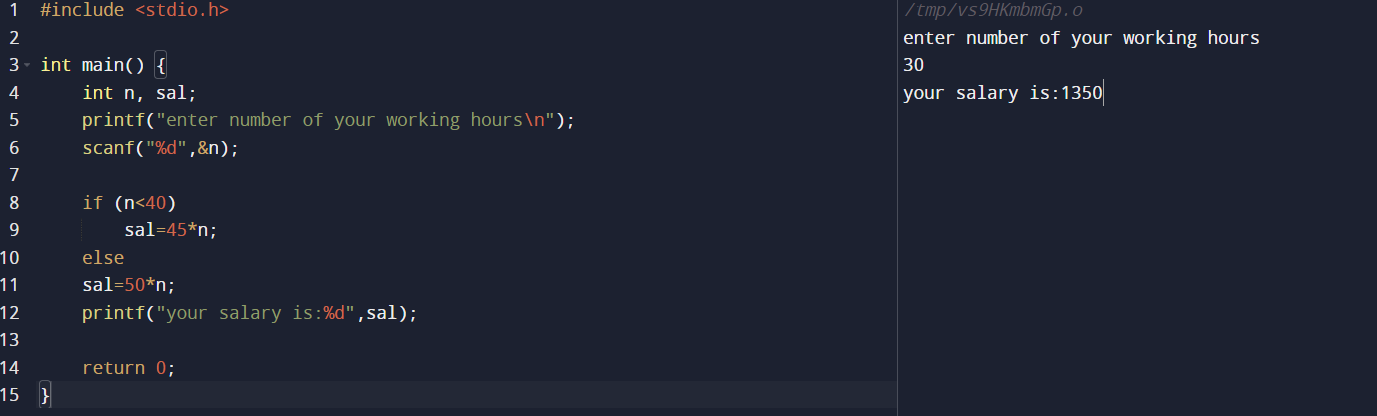 1 #include <stdio.h>
2
3 int main() {
4     int n, sal;
5     printf("enter number of your working hours\n");
6     scanf("%d",&n);
7
8     if (n<40)
9         sal=45*n;
10     else
11     sal=50*n;
12     printf("your salary is:%d",sal);
13
14     return 0;
15 }
/tmp/vs9HKmbmGp.o
enter number of your working hours
30
your salary is:1350